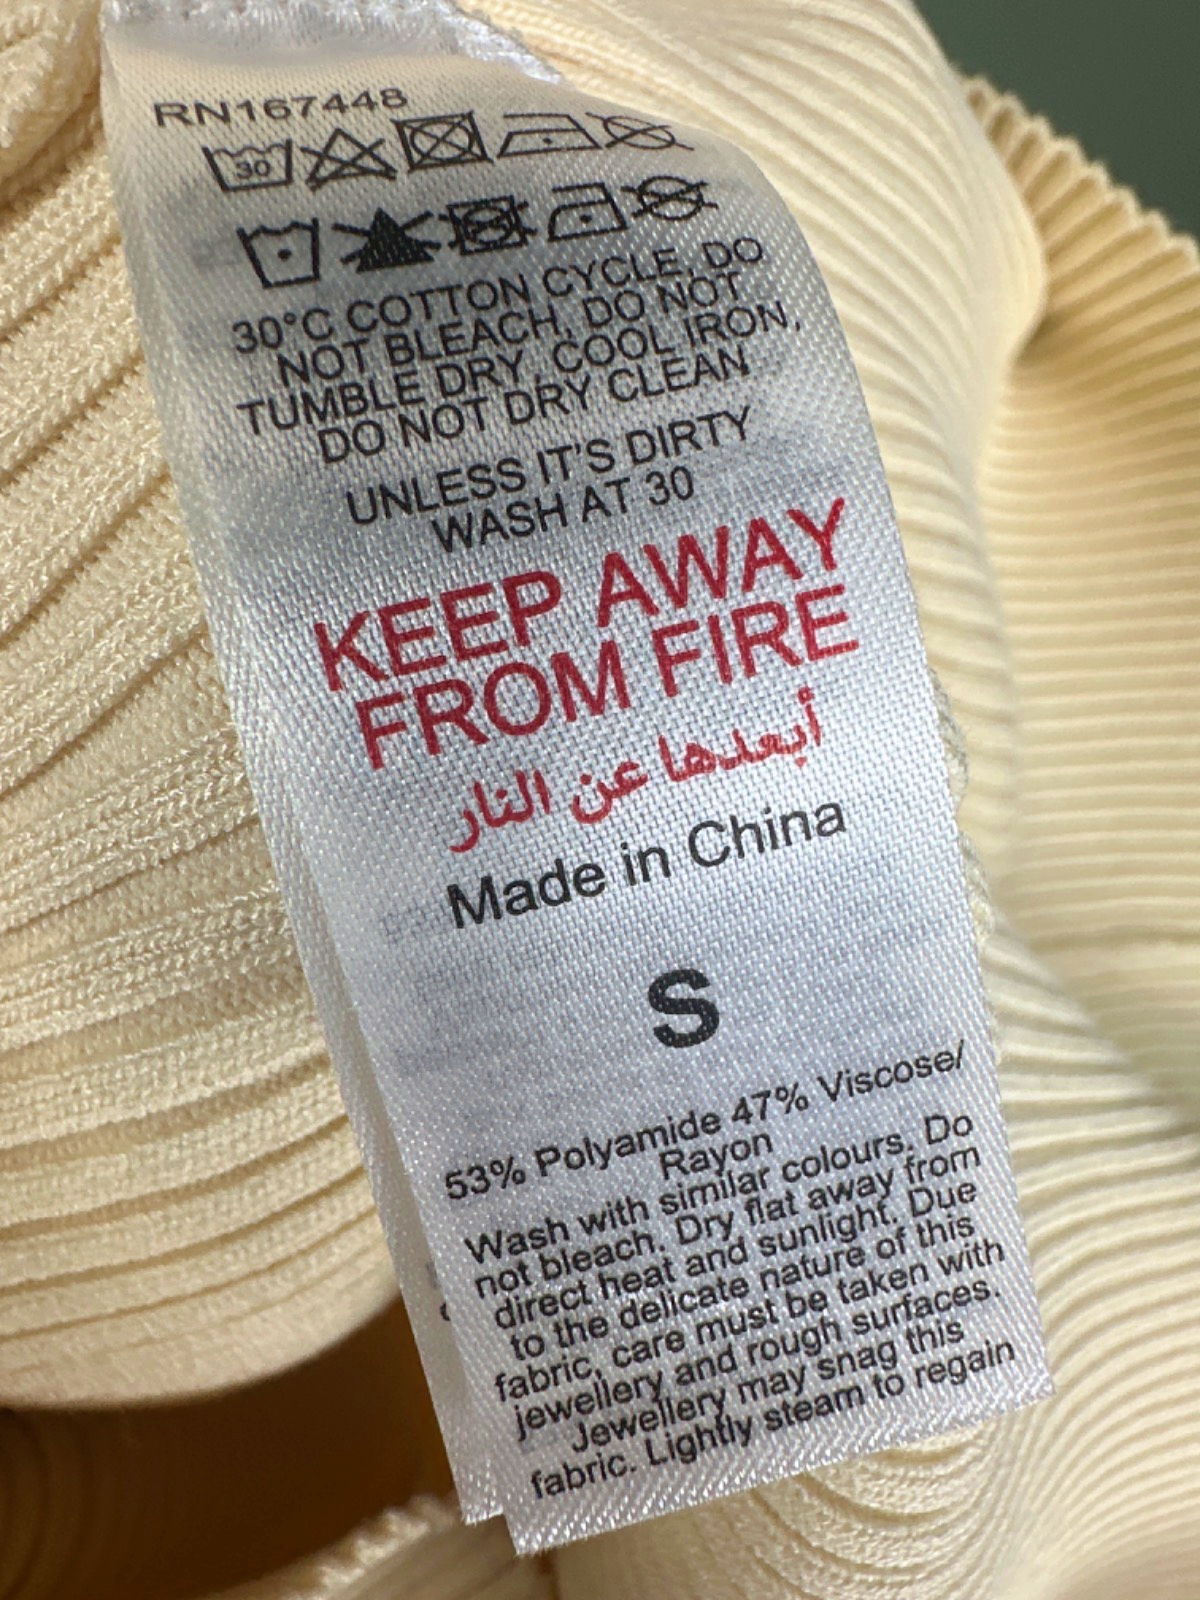 RN167448
30
30°C COTTON CYCLE, DO
NOT BLEACH, DO NOT
TUMBLE DRY, COOL IRON,
DO NOT DRY CLEAN
UNLESS IT'S DIRTY
WASH AT 30
KEEP AWAY
FROM FIRE
أبعدها عن النار
Made in China
S
53% Polyamide 47% Viscose/
Rayon
Wash with similar colours. Do
not bleach. Dry flat away from
direct heat and sunlight. Due
to the delicate nature of this
fabric, care must be taken with
jewellery and rough surfaces.
Jewellery may snag this
fabric. Lightly steam to regain